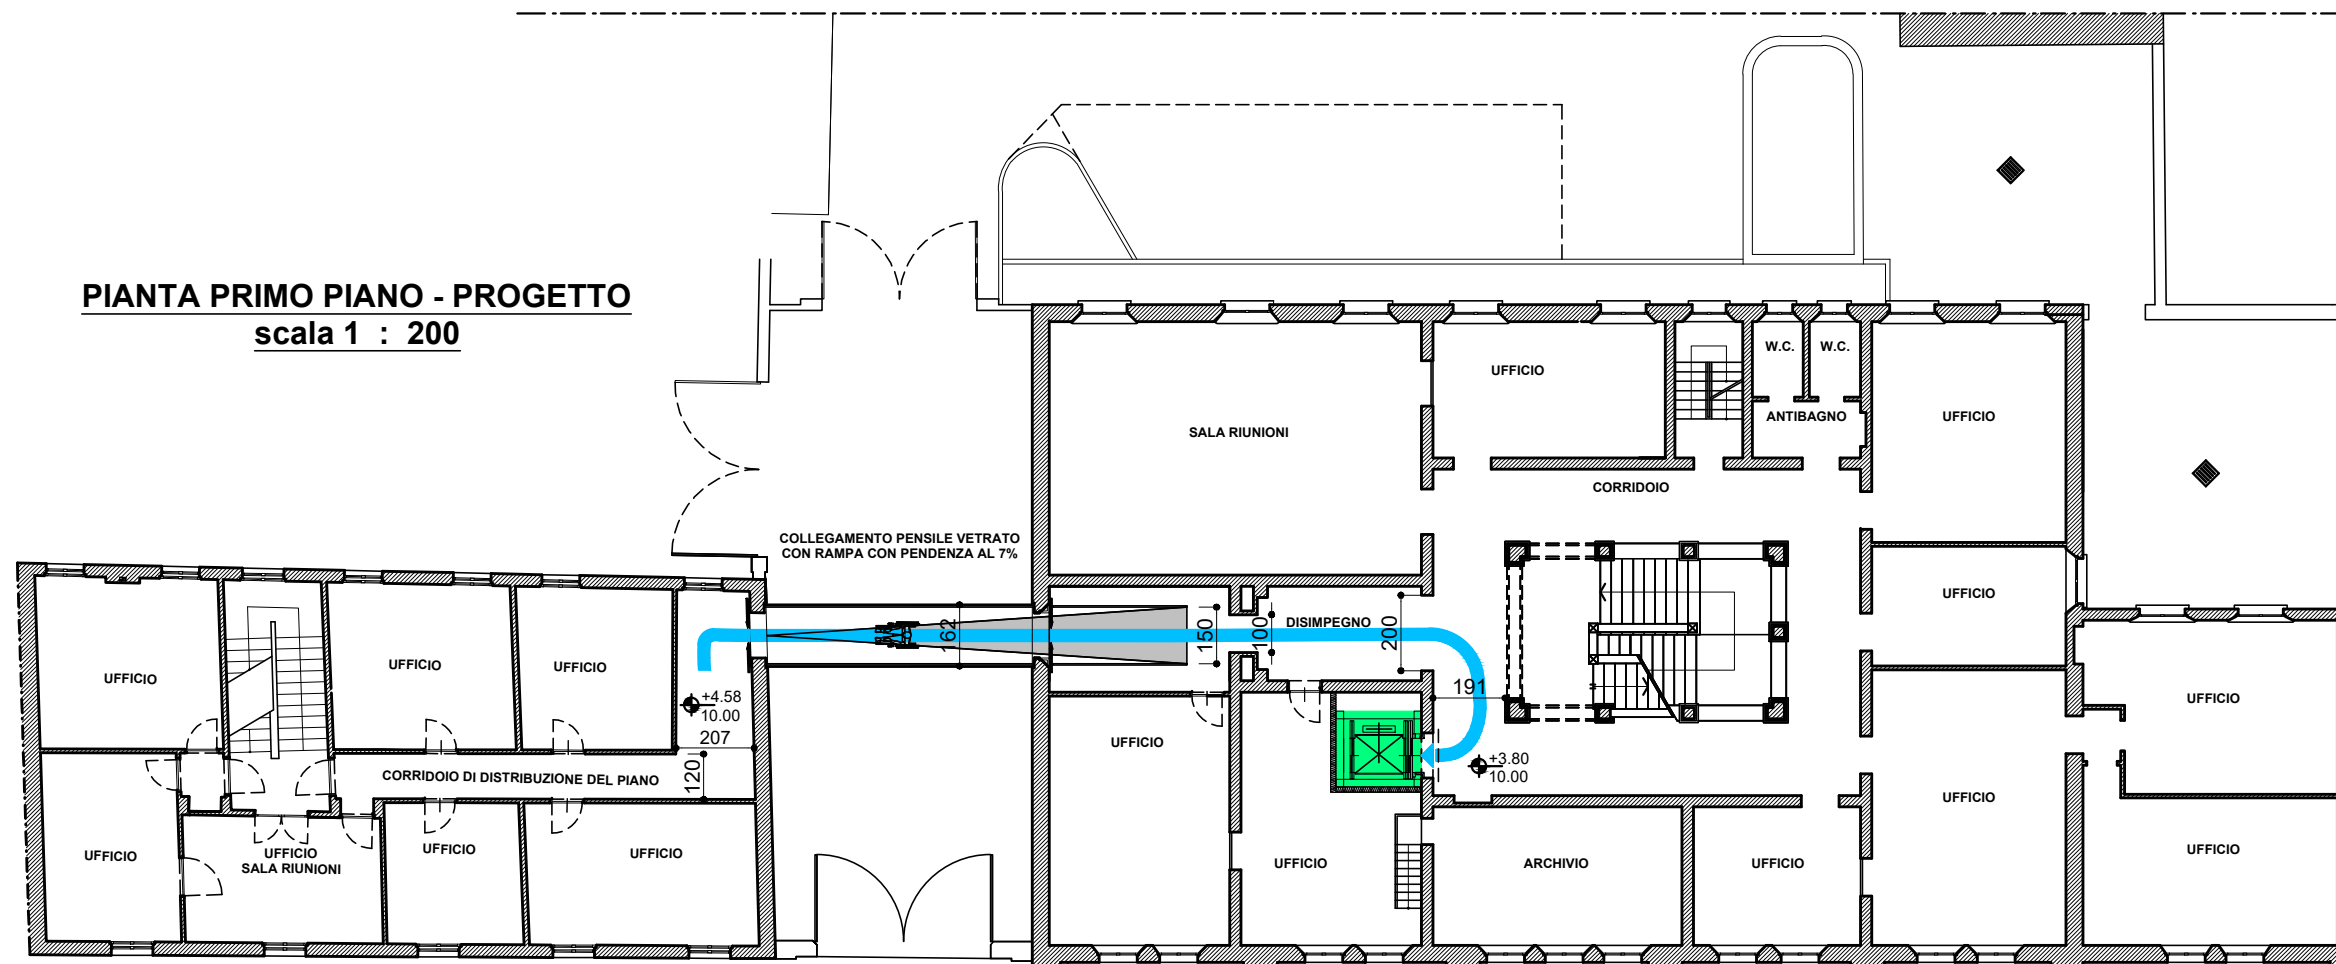 PIANTA PRIMO PIANO - PROGETTO
scala 1 : 200
W.C.
W.C.
UFFICIO
ANTIBAGNO
UFFICIO
SALA RIUNIONI
CORRIDOIO
COLLEGAMENTO PENSILE VETRATO
CON RAMPA CON PENDENZA AL 7%
UFFICIO
162
150
100
DISIMPEGNO
200
UFFICIO
UFFICIO
UFFICIO
191
UFFICIO
+4.58
10.00
207
UFFICIO
+3.80
10.00
CORRIDOIO DI DISTRIBUZIONE DEL PIANO
120
UFFICIO
UFFICIO
UFFICIO
SALA RIUNIONI
UFFICIO
UFFICIO
UFFICIO
ARCHIVIO
UFFICIO
UFFICIO